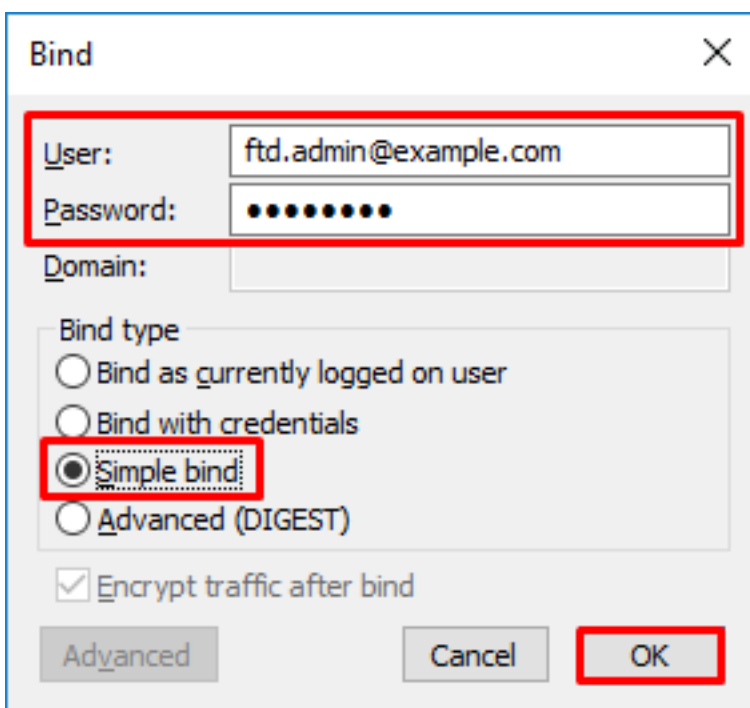 Bind
User: ftd.admin@example.com
Password: ●●●●●●●●
Domain:
Bind type
Bind as currently logged on user
Bind with credentials
Simple bind
Advanced (DIGEST)
Encrypt traffic after bind
Advanced Cancel OK